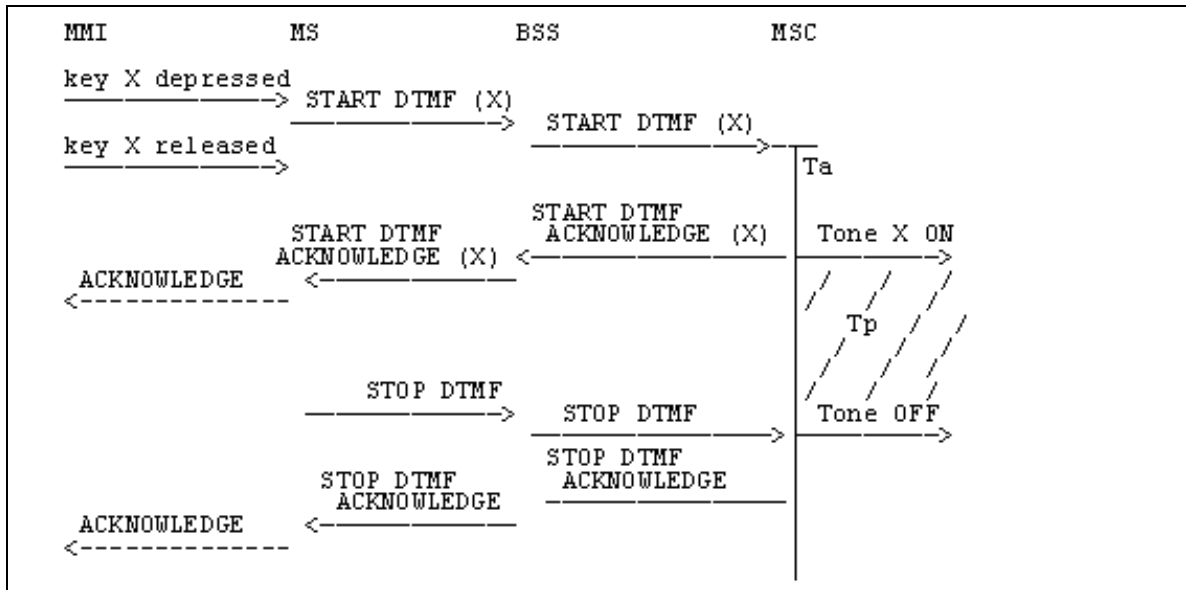 MMI MS BSS MSC
key X depressed
START DTMF (X)
START DTMF (X)
key X released
Ta
START DTMF
ACKNOWLEDGE (X)
Tone X ON
START DTMF
ACKNOWLEDGE (X)
ACKNOWLEDGE
Tp
STOP DTMF
STOP DTMF
Tone OFF
STOP DTMF
ACKNOWLEDGE
STOP DTMF
ACKNOWLEDGE
ACKNOWLEDGE